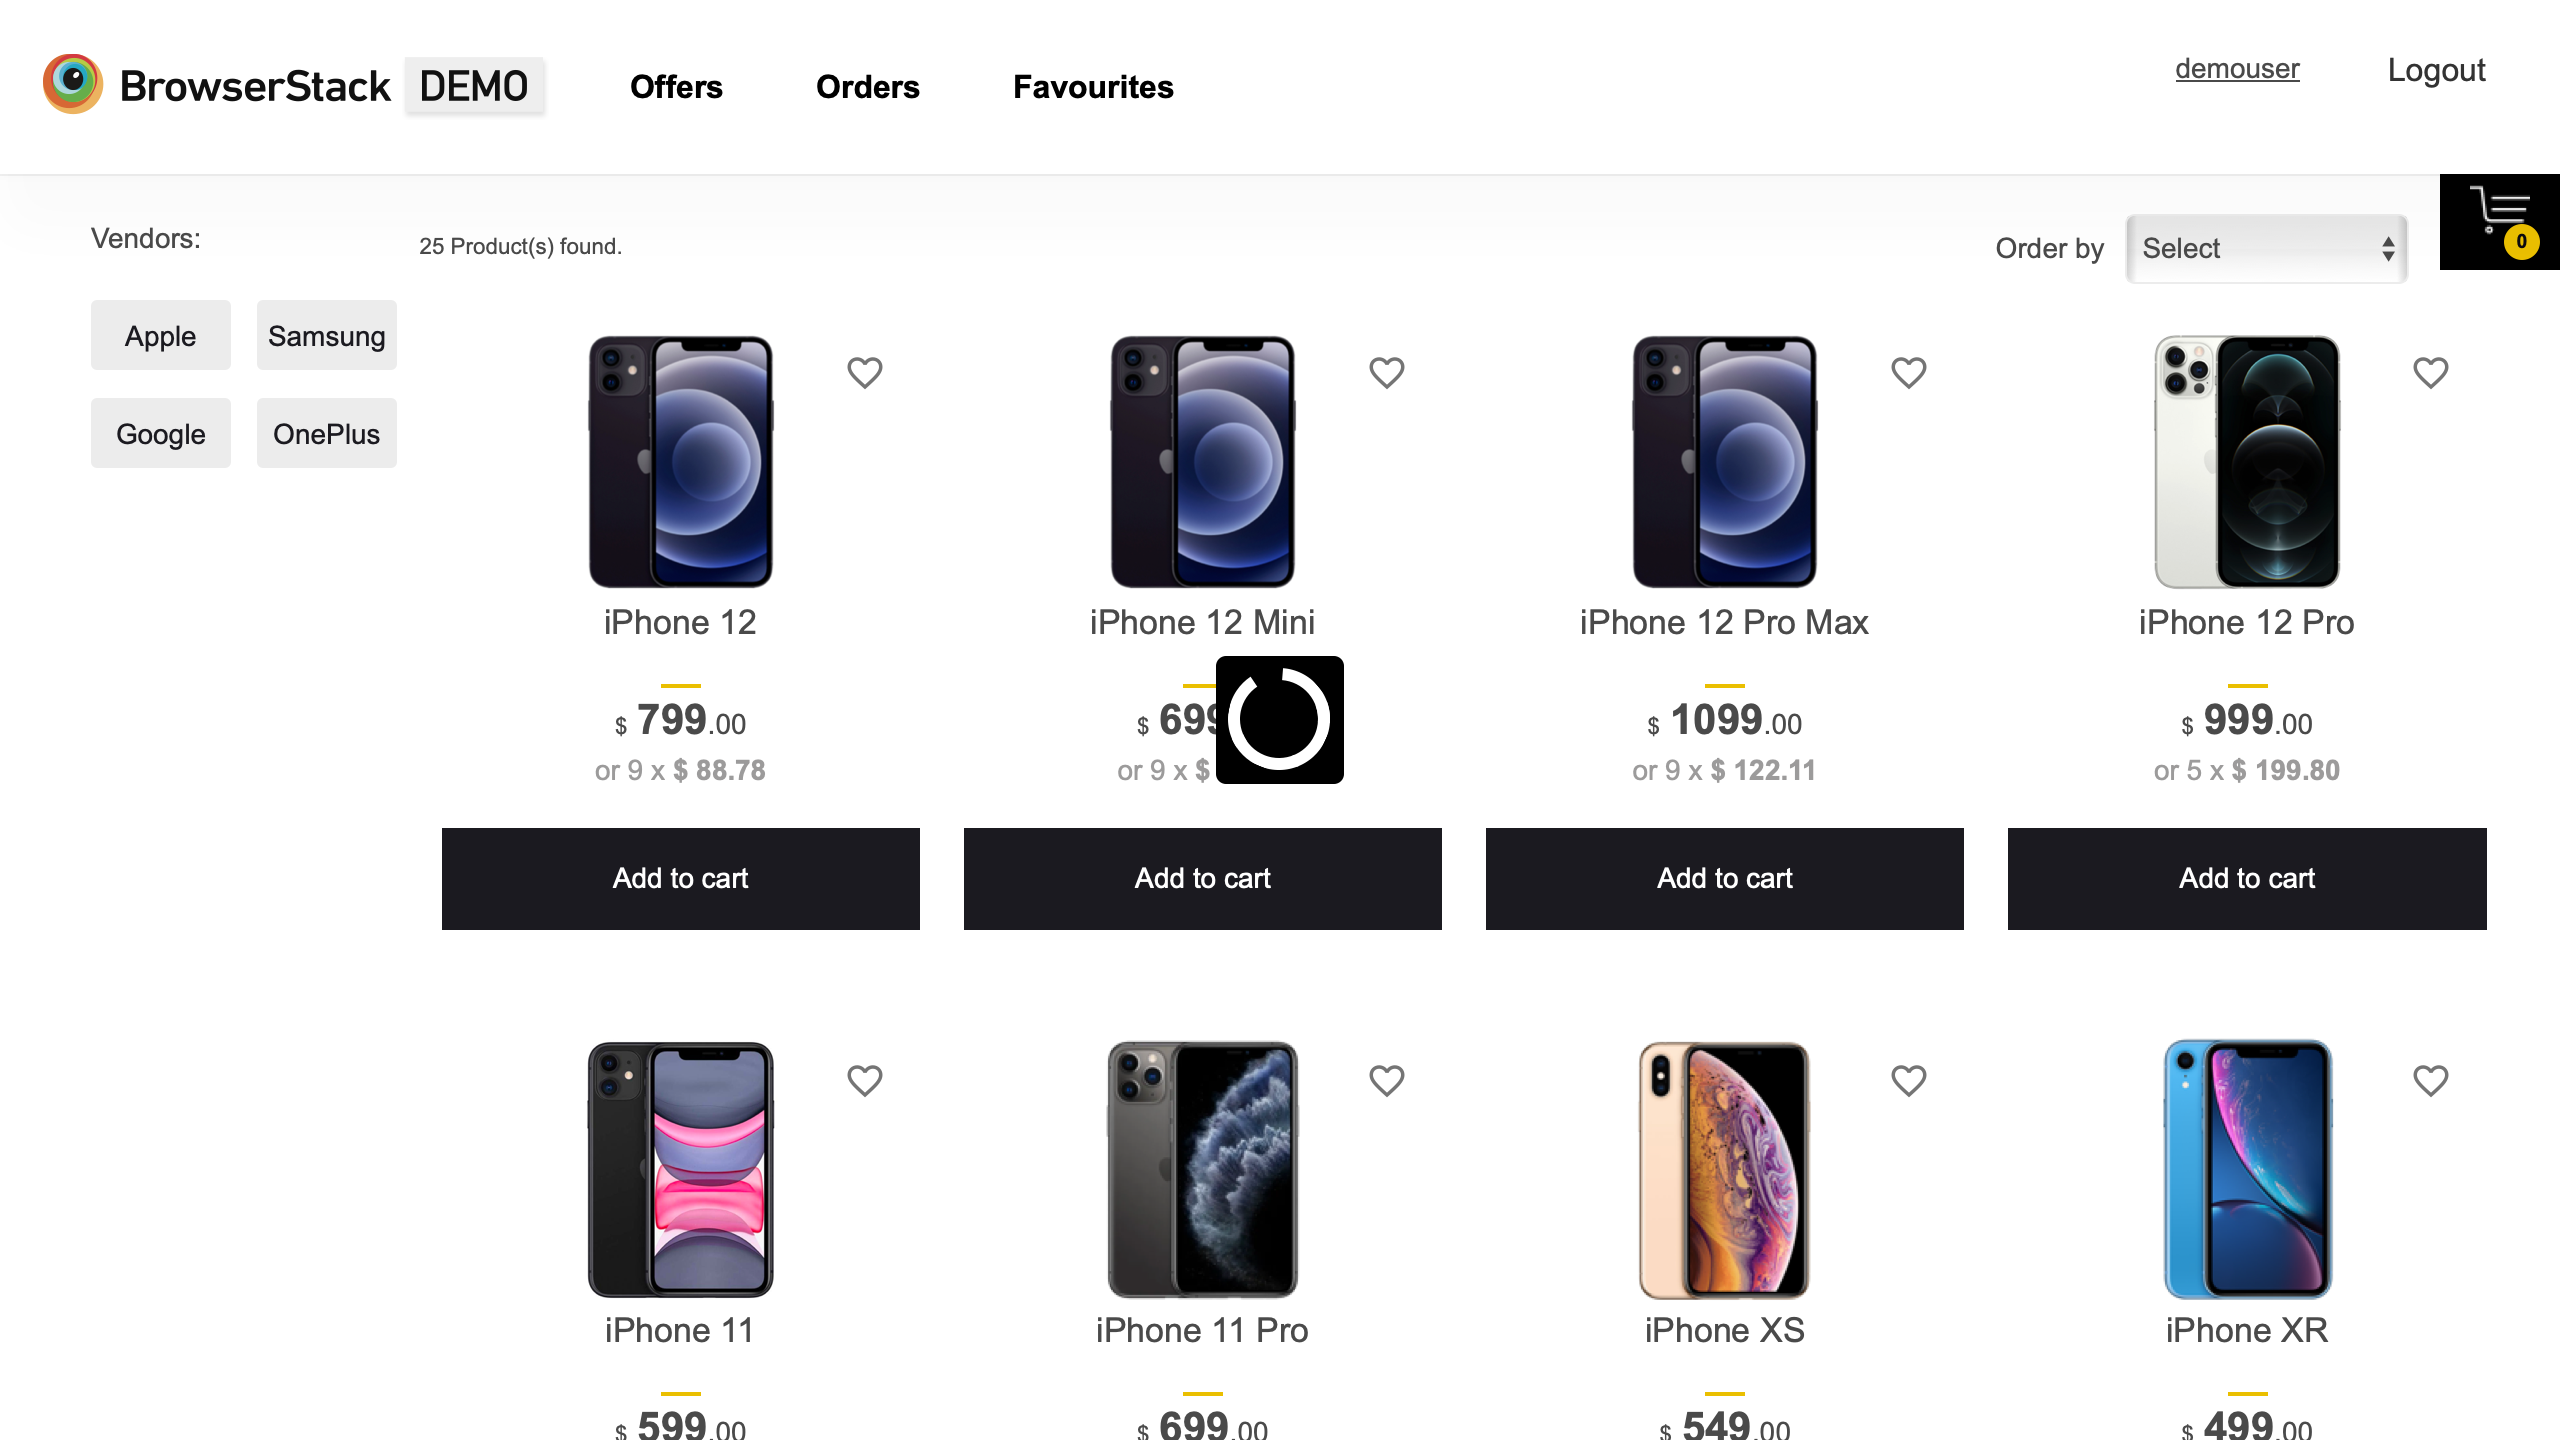 BrowserStack DEMO
Offers
Orders
Favourites
demouser
Logout
Vendors:
25 Product(s) found.
Order by
Select
0
Apple
Samsung
Google
OnePlus
iPhone 12
$ 799.00
or 9 x $ 88.78
Add to cart
iPhone 12 Mini
$ 699
or 9 x $
Add to cart
iPhone 12 Pro Max
$ 1099.00
or 9 x $ 122.11
Add to cart
iPhone 12 Pro
$ 999.00
or 5 x $ 199.80
Add to cart
iPhone 11
$ 599.00
iPhone 11 Pro
$ 699.00
iPhone XS
$ 549.00
iPhone XR
$ 499.00